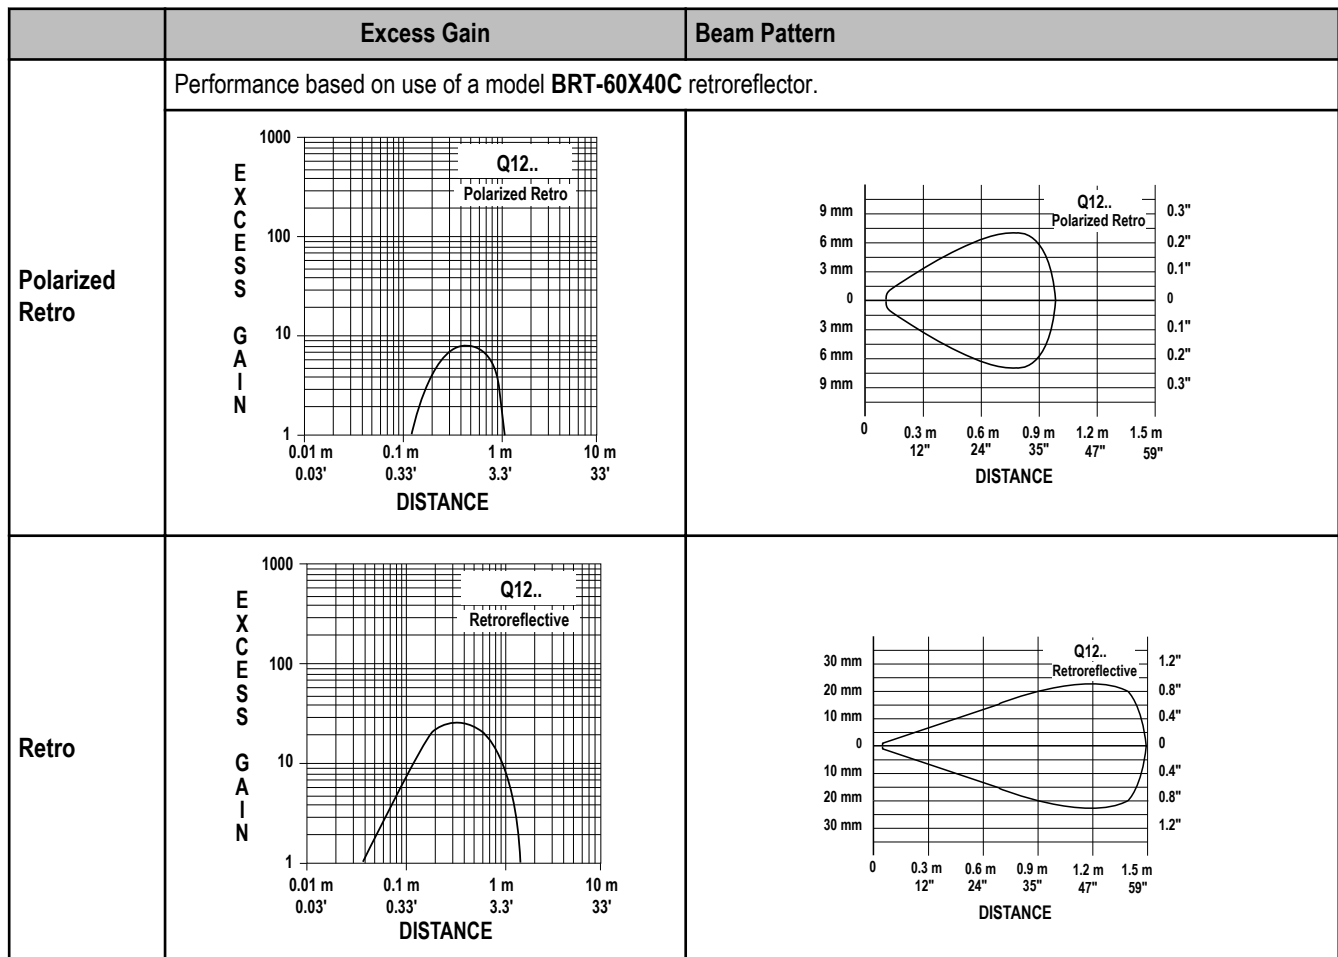 Excess Gain
Beam Pattern
Polarized
Retro
Performance based on use of a model BRT-60X40C retroreflector.
EXCESS GAIN
1000
100
10
1
Q12..
Polarized Retro
0.01 m
0.1 m
1 m
10 m
0.03'
0.33'
3.3'
33'
DISTANCE
9 mm
6 mm
3 mm
0
3 mm
6 mm
9 mm
Q12..
Polarized Retro
0.3"
0.2"
0.1"
0
0.1"
0.2"
0.3"
0
0.3 m
0.6 m
0.9 m
1.2 m
1.5 m
12"
24"
35"
47"
59"
DISTANCE
Retro
EXCESS GAIN
1000
100
10
1
Q12..
Retroreflective
0.01 m
0.1 m
1 m
10 m
0.03'
0.33'
3.3'
33'
DISTANCE
30 mm
20 mm
10 mm
0
10 mm
20 mm
30 mm
Q12..
Retroreflective
1.2"
0.8"
0.4"
0
0.4"
0.8"
1.2"
0
0.3 m
0.6 m
0.9 m
1.2 m
1.5 m
12"
24"
35"
47"
59"
DISTANCE